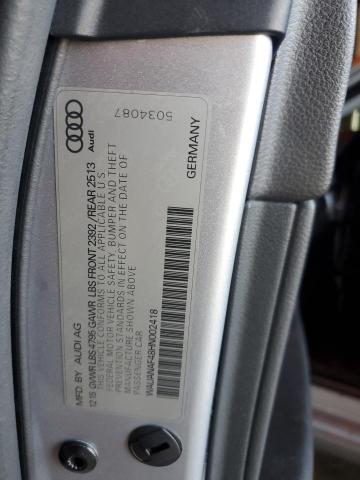 5034087
Audi
GERMANY
MFD. BY AUDI AG
12 15 GVWR LBS 4795 GAWR LBS FRONT 2392 / REAR 2513
THIS VEHICLE CONFORMS TO ALL APPLICABLE U.S.
FEDERAL MOTOR VEHICLE SAFETY, BUMPER AND THEFT
PREVENTION STANDARDS IN EFFECT ON THE DATE OF
MANUFACTURE SHOWN ABOVE
PASSENGER CAR
WAUANAF48HN002418